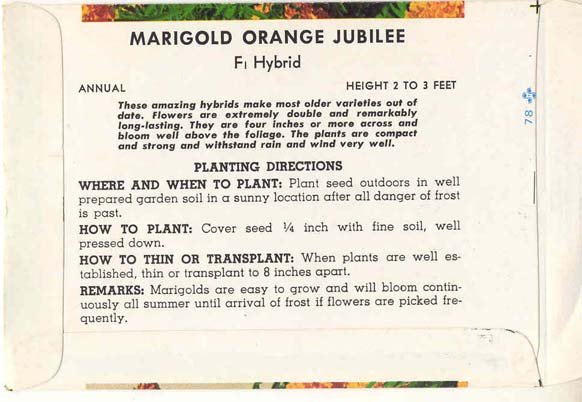 MARIGOLD ORANGE JUBILEE
F1 Hybrid
ANNUAL HEIGHT 2 TO 3 FEET
These amazing hybrids make most older varieties out of
date. Flowers are extremely double and remarkably
long-lasting. They are four inches or more across and
bloom well above the foliage. The plants are compact
and strong and withstand rain and wind very well.
PLANTING DIRECTIONS
WHERE AND WHEN TO PLANT: Plant seed outdoors in well
prepared garden soil in a sunny location after all danger of frost
is past.
HOW TO PLANT: Cover seed ¼ inch with fine soil, well
pressed down.
HOW TO THIN OR TRANSPLANT: When plants are well es-
tablished, thin or transplant to 8 inches apart.
REMARKS: Marigolds are easy to grow and will bloom contin-
uously all summer until arrival of frost if flowers are picked fre-
quently.
78